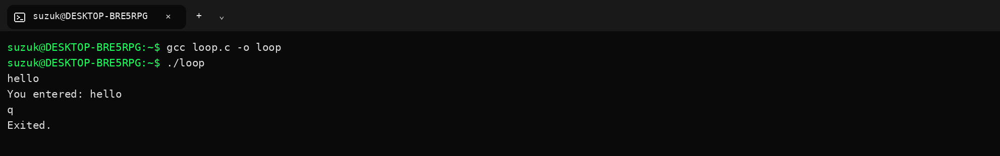 suzuk@DESKTOP-BRE5RPG × + ⌄
suzuk@DESKTOP-BRE5RPG:~$ gcc loop.c -o loop
suzuk@DESKTOP-BRE5RPG:~$ ./loop
hello
You entered: hello
q
Exited.